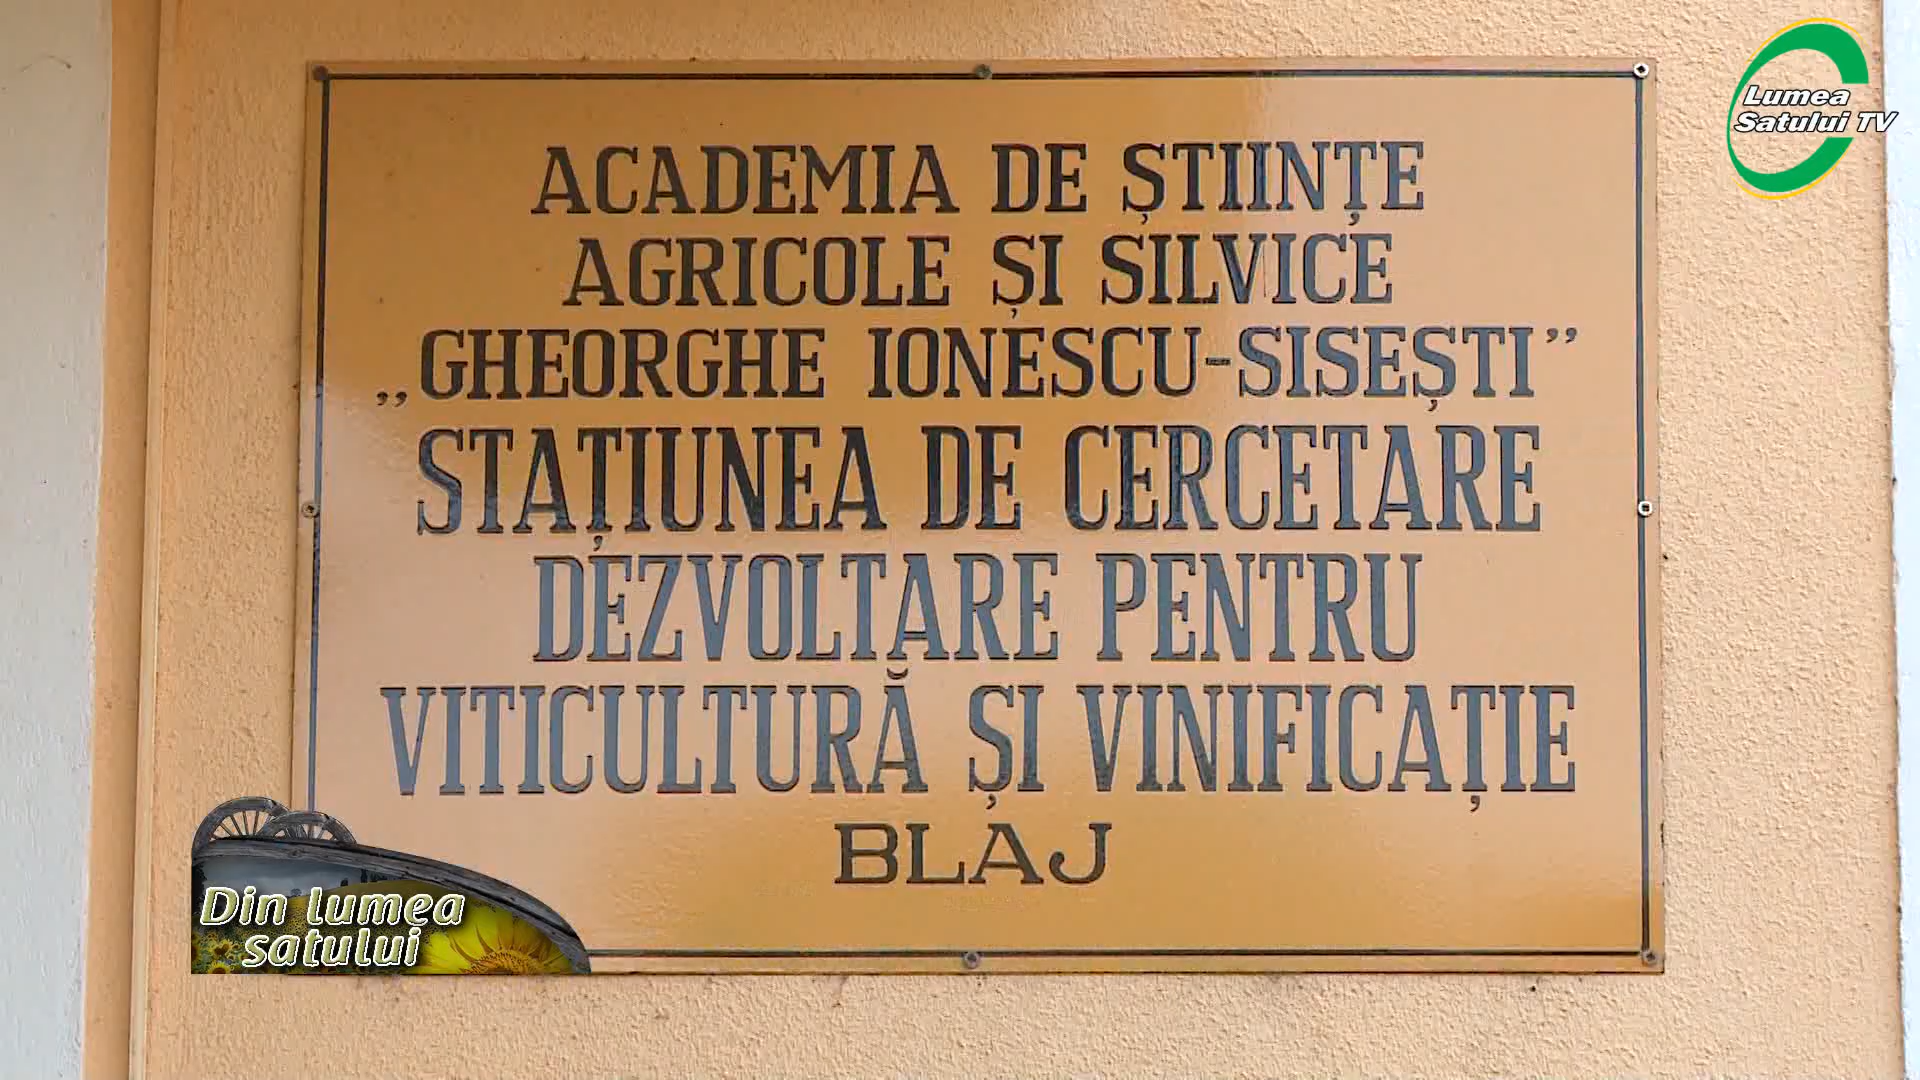 Lumea
Satului TV
ACADEMIA DE ȘTIINȚE
AGRICOLE ȘI SILVICE
„GHEORGHE IONESCU-SISEȘTI”
STAȚIUNEA DE CERCETARE
DEZVOLTARE PENTRU
VITICULTURĂ ȘI VINIFICAȚIE
BLAJ
Din lumea
satului